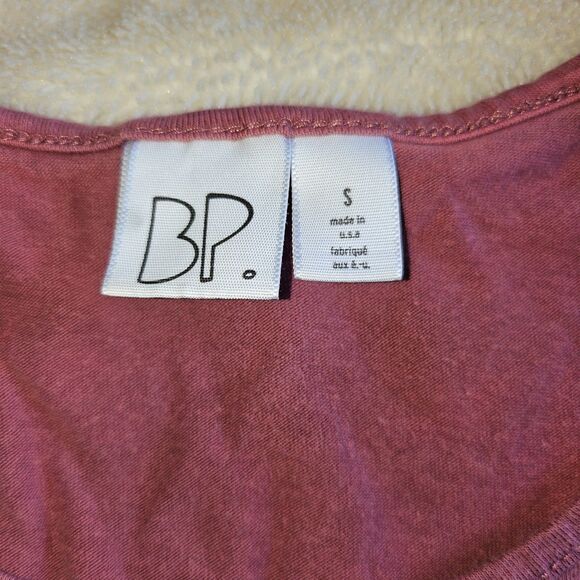 BP.
S
made in
u.s.a
fabriqué
aux é.-u.